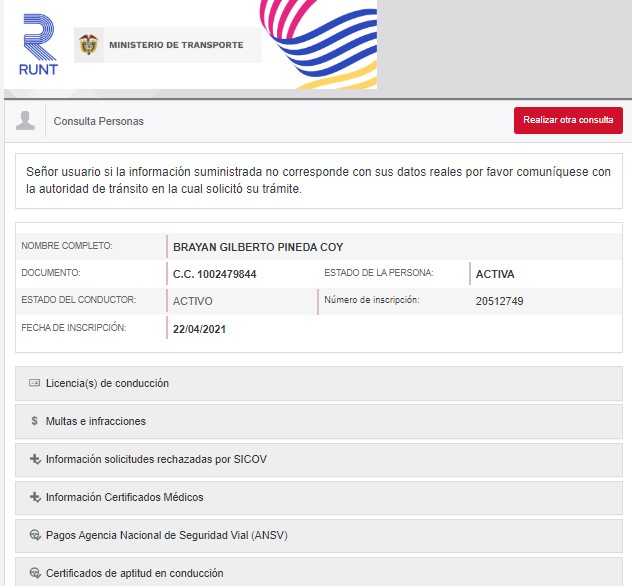 RUNT
MINISTERIO DE TRANSPORTE
Consulta Personas
Realizar otra consulta
Señor usuario si la información suministrada no corresponde con sus datos reales por favor comuníquese con
la autoridad de tránsito en la cual solicitó su trámite.
NOMBRE COMPLETO: BRAYAN GILBERTO PINEDA COY
DOCUMENTO: C.C. 1002479844 ESTADO DE LA PERSONA: ACTIVA
ESTADO DEL CONDUCTOR: ACTIVO Número de inscripción: 20512749
FECHA DE INSCRIPCIÓN: 22/04/2021
Licencia(s) de conducción
$ Multas e infracciones
Información solicitudes rechazadas por SICOV
Información Certificados Médicos
Pagos Agencia Nacional de Seguridad Vial (ANSV)
Certificados de aptitud en conducción